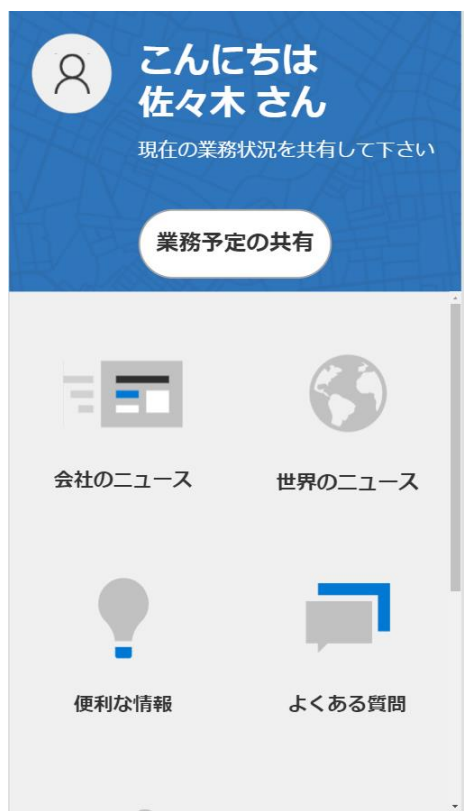 こんにちは
佐々木 さん
現在の業務状況を共有して下さい
業務予定の共有
会社のニュース
世界のニュース
便利な情報
よくある質問